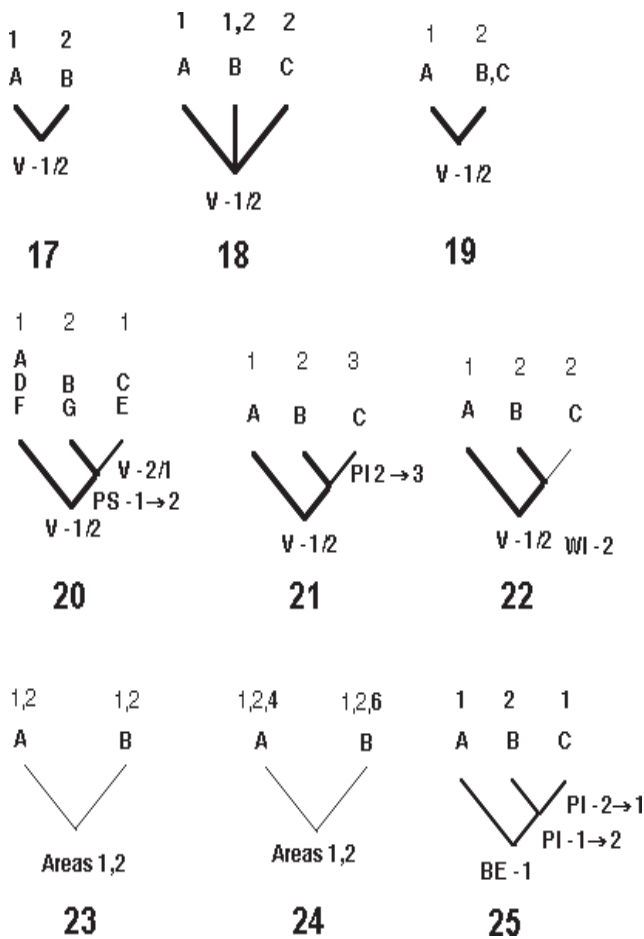 1 2
A B
V - 1/2
17
1 1,2 2
A B C
V - 1/2
18
1 2
A B,C
V - 1/2
19
1 2 1
A
D B C
F G E
V - 2/1
PS - 1→2
V - 1/2
20
1 2 3
A B C
PI 2→3
V - 1/2
21
1 2 2
A B C
V - 1/2 WI - 2
22
1,2 1,2
A B
Areas 1,2
23
1,2,4 1,2,6
A B
Areas 1,2
24
1 2 1
A B C
PI - 2→1
PI - 1→2
BE - 1
25